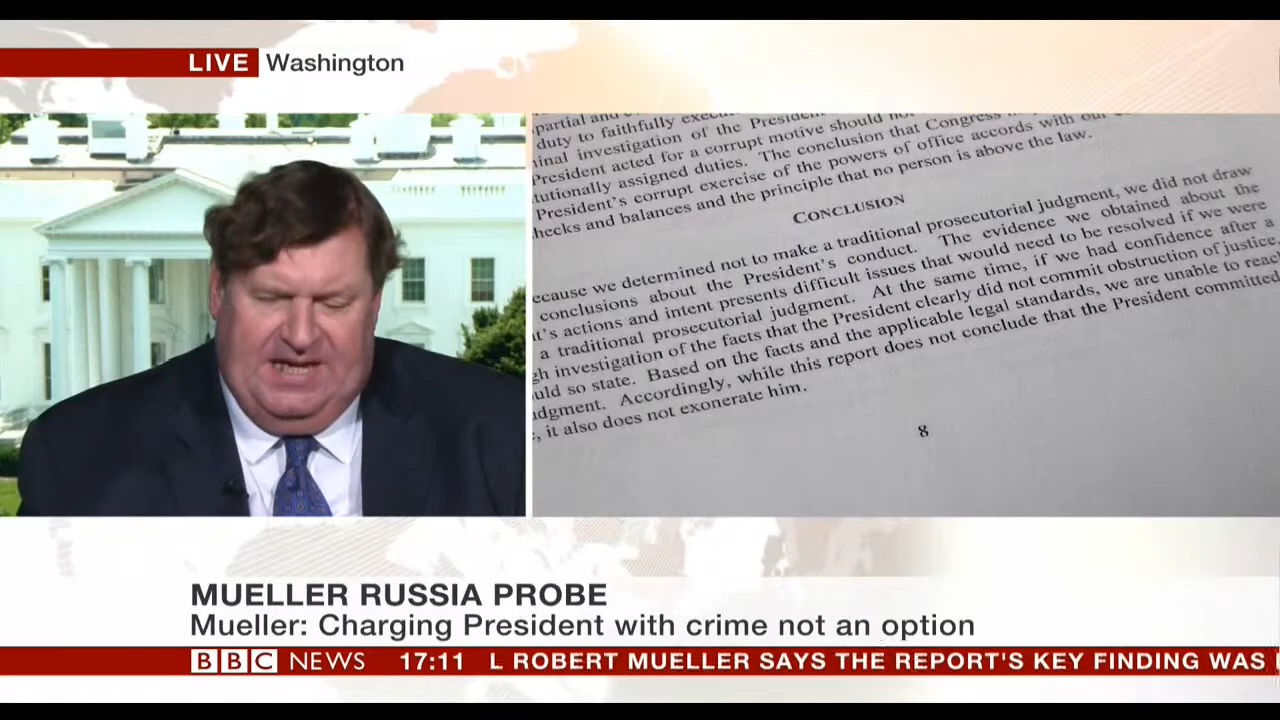 LIVE Washington
partial and
duty to faithfully
inal investigation of the
President acted for a corrupt motive should
tutionally assigned duties. The conclusion that Congress
President's corrupt exercise of the powers of office accords with
hecks and balances and the principle that no person is above the law.
CONCLUSION
ecause we determined not to make a traditional prosecutorial judgment, we did not draw
conclusions about the President's conduct. The evidence we obtained about the
t's actions and intent presents difficult issues that would need to be resolved if we were
a traditional prosecutorial judgment. At the same time, if we had confidence after a
gh investigation of the facts that the President clearly did not commit obstruction of justice
uld so state. Based on the facts and the applicable legal standards, we are unable to reach
dgment. Accordingly, while this report does not conclude that the President committed
, it also does not exonerate him.
8
MUELLER RUSSIA PROBE
Mueller: Charging President with crime not an option
BBC NEWS 17:11 L ROBERT MUELLER SAYS THE REPORT'S KEY FINDING WAS